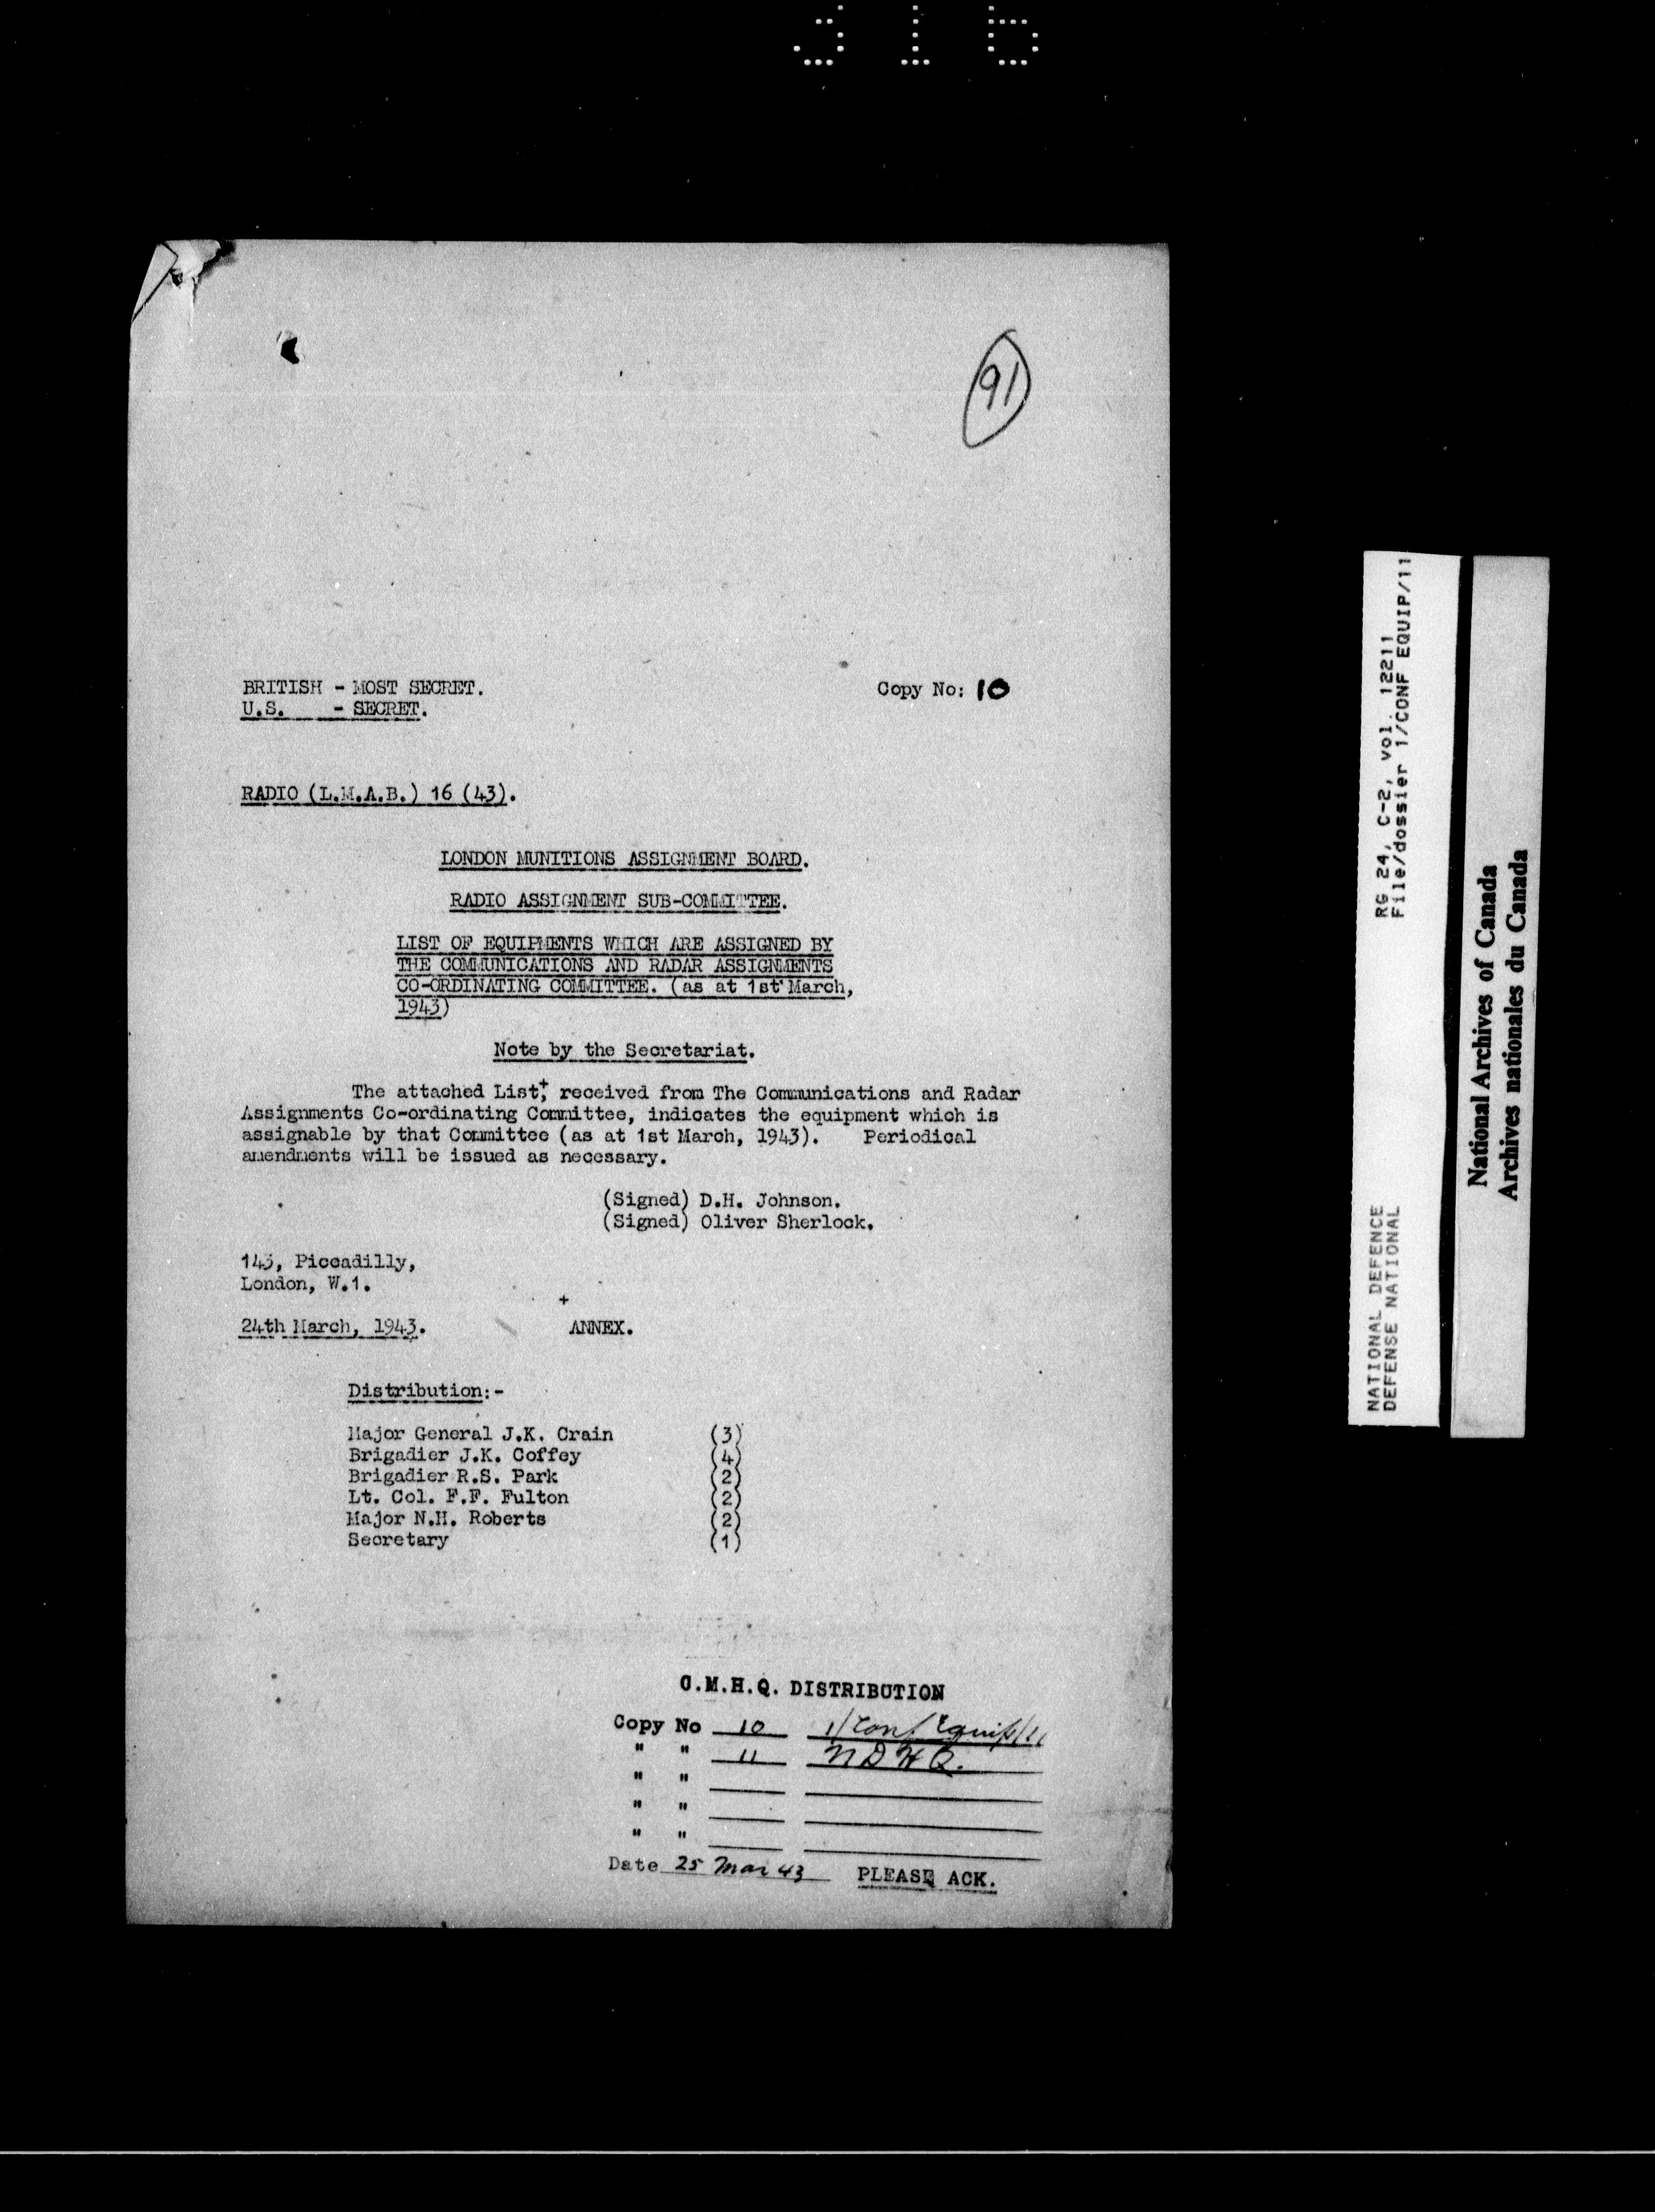 91
BRITISH - MOST SECRET.
U.S. - SECRET.
Copy No: 10
RADIO (L.M.A.B.) 16 (43).
LONDON MUNITIONS ASSIGNMENT BOARD.
RADIO ASSIGNMENT SUB-COMMITTEE.
LIST OF EQUIPMENTS WHICH ARE ASSIGNED BY
THE COMMUNICATIONS AND RADAR ASSIGNMENTS
CO-ORDINATING COMMITTEE. (as at 1st March,
1943)
Note by the Secretariat.
The attached List+, received from The Communications and Radar
Assignments Co-ordinating Committee, indicates the equipment which is
assignable by that Committee (as at 1st March, 1943). Periodical
amendments will be issued as necessary.
(Signed) D.H. Johnson.
(Signed) Oliver Sherlock.
143, Piccadilly,
London, W.1.
+
24th March, 1943.
ANNEX.
Distribution:-
Major General J.K. Crain (3)
Brigadier J.K. Coffey (4)
Brigadier R.S. Park (2)
Lt. Col. F.F. Fulton (2)
Major N.H. Roberts (2)
Secretary (1)
C.M.H.Q. DISTRIBUTION
Copy No 10 1/Conf Equip/11
" " 11 NDHQ.
" "
" "
" "
Date 25 Mar 43 PLEASE ACK.
RG 24, C-2, vol. 12211
File/dossier 1/CONF EQUIP/11
NATIONAL DEFENCE
DEFENSE NATIONAL
National Archives of Canada
Archives nationales du Canada